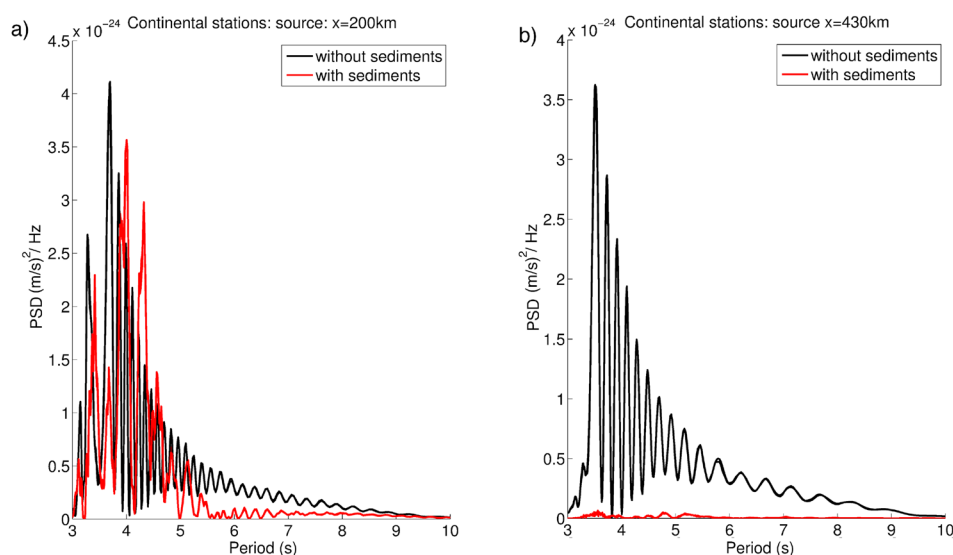 a)
x 10^-24
Continental stations: source: x=200km
without sediments
with sediments
4.5
4
3.5
3
2.5
2
1.5
1
0.5
0
PSD (m/s)^2/ Hz
3 4 5 6 7 8 9 10
Period (s)
b)
x 10^-24
Continental stations: source x=430km
without sediments
with sediments
4
3.5
3
2.5
2
1.5
1
0.5
0
PSD (m/s)^2/ Hz
3 4 5 6 7 8 9 10
Period (s)